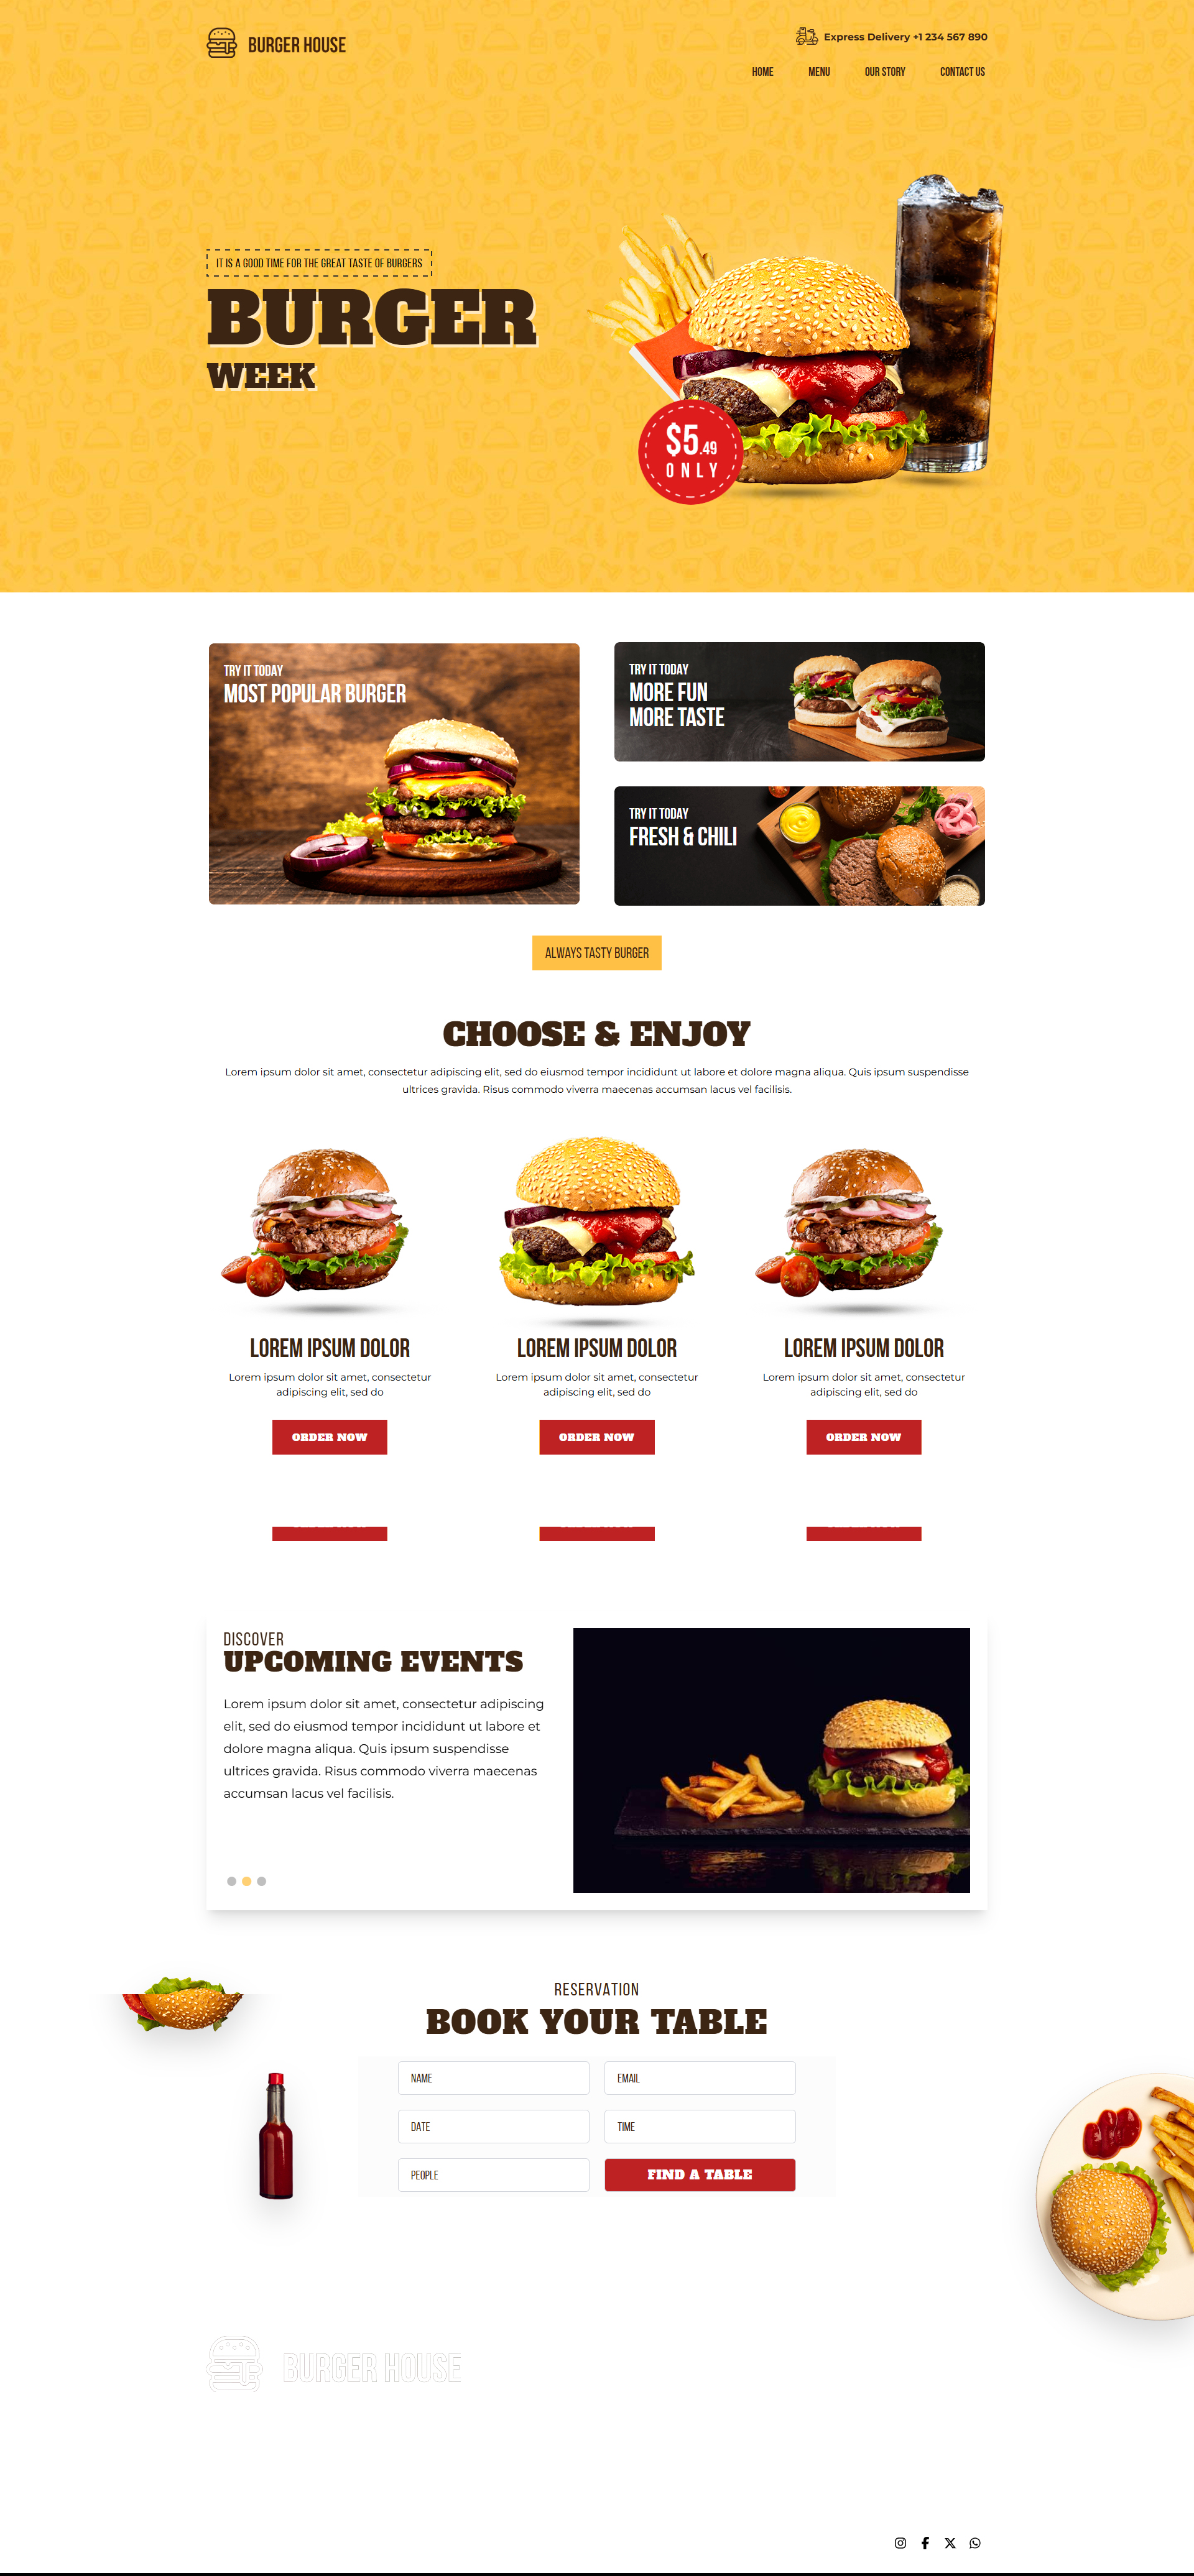 BURGER HOUSE
Express Delivery +1 234 567 890
HOME MENU OUR STORY CONTACT US
IT IS A GOOD TIME FOR THE GREAT TASTE OF BURGERS
BURGER
WEEK
$5.49
ONLY
TRY IT TODAY
MOST POPULAR BURGER
TRY IT TODAY
MORE FUN
MORE TASTE
TRY IT TODAY
FRESH & CHILI
ALWAYS TASTY BURGER
CHOOSE & ENJOY
Lorem ipsum dolor sit amet, consectetur adipiscing elit, sed do eiusmod tempor incididunt ut labore et dolore magna aliqua. Quis ipsum suspendisse
ultrices gravida. Risus commodo viverra maecenas accumsan lacus vel facilisis.
LOREM IPSUM DOLOR
Lorem ipsum dolor sit amet, consectetur
adipiscing elit, sed do
ORDER NOW
LOREM IPSUM DOLOR
Lorem ipsum dolor sit amet, consectetur
adipiscing elit, sed do
ORDER NOW
LOREM IPSUM DOLOR
Lorem ipsum dolor sit amet, consectetur
adipiscing elit, sed do
ORDER NOW
DISCOVER
UPCOMING EVENTS
Lorem ipsum dolor sit amet, consectetur adipiscing
elit, sed do eiusmod tempor incididunt ut labore et
dolore magna aliqua. Quis ipsum suspendisse
ultrices gravida. Risus commodo viverra maecenas
accumsan lacus vel facilisis.
RESERVATION
BOOK YOUR TABLE
NAME
EMAIL
DATE
TIME
PEOPLE
FIND A TABLE
BURGER HOUSE